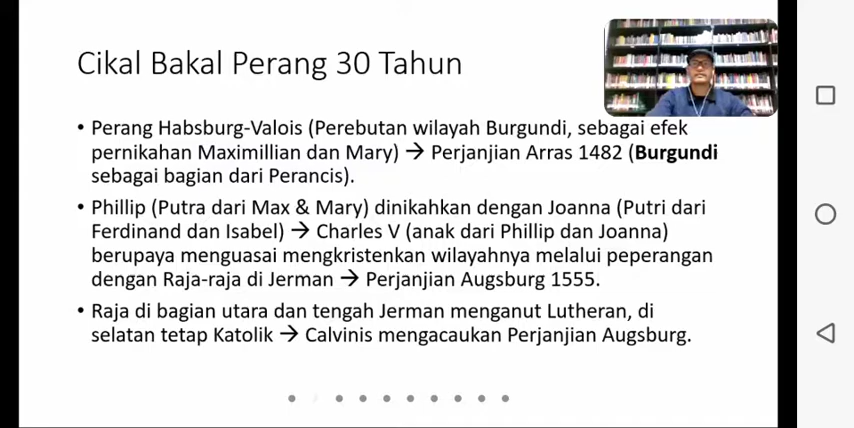 Cikal Bakal Perang 30 Tahun
• Perang Habsburg-Valois (Perebutan wilayah Burgundi, sebagai efek
pernikahan Maximillian dan Mary) → Perjanjian Arras 1482 (Burgundi
sebagai bagian dari Perancis).
• Phillip (Putra dari Max & Mary) dinikahkan dengan Joanna (Putri dari
Ferdinand dan Isabel) → Charles V (anak dari Phillip dan Joanna)
berupaya menguasai mengkristenkan wilayahnya melalui peperangan
dengan Raja-raja di Jerman → Perjanjian Augsburg 1555.
• Raja di bagian utara dan tengah Jerman menganut Lutheran, di
selatan tetap Katolik → Calvinis mengacaukan Perjanjian Augsburg.